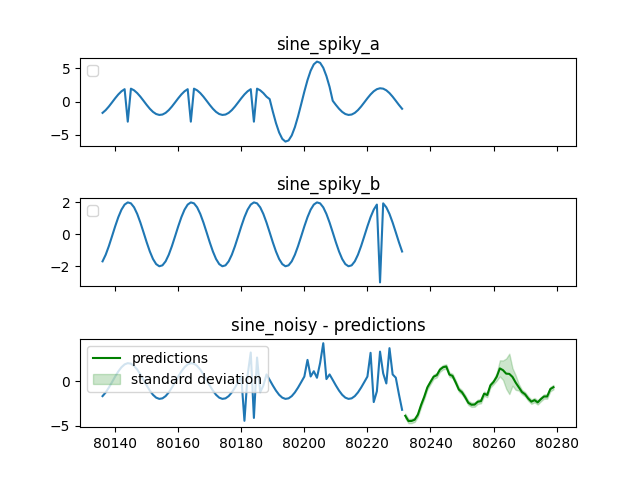 sine_spiky_a
5
0
−5
sine_spiky_b
2
0
−2
sine_noisy - predictions
predictions
standard deviation
0
−5
80140 80160 80180 80200 80220 80240 80260 80280